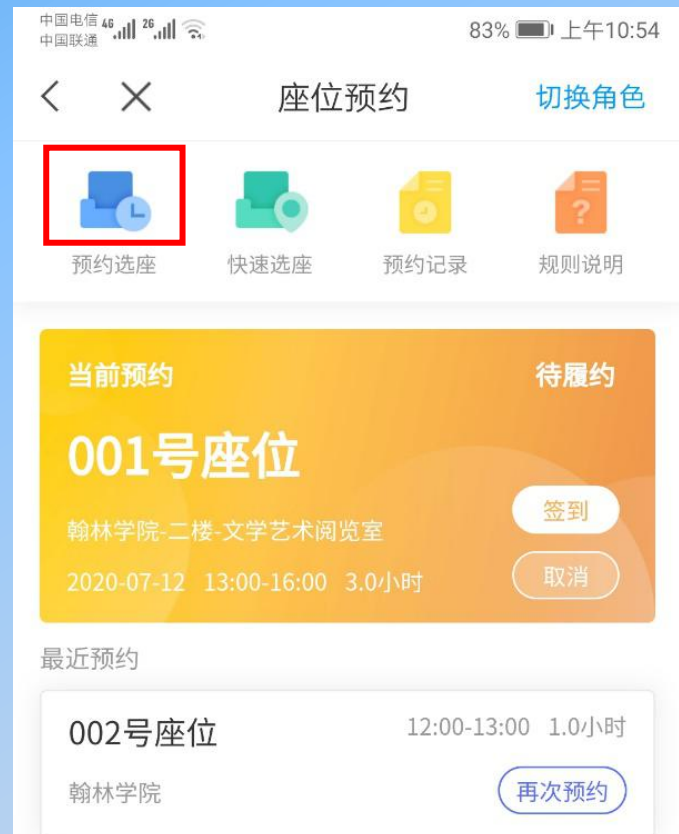 中国电信 4G 2G
中国联通
83% 上午10:54
座位预约 切换角色
预约选座 快速选座 预约记录 规则说明
当前预约 待履约
001号座位
签到
翰林学院-二楼-文学艺术阅览室
2020-07-12 13:00-16:00 3.0小时 取消
最近预约
002号座位 12:00-13:00 1.0小时
翰林学院 再次预约